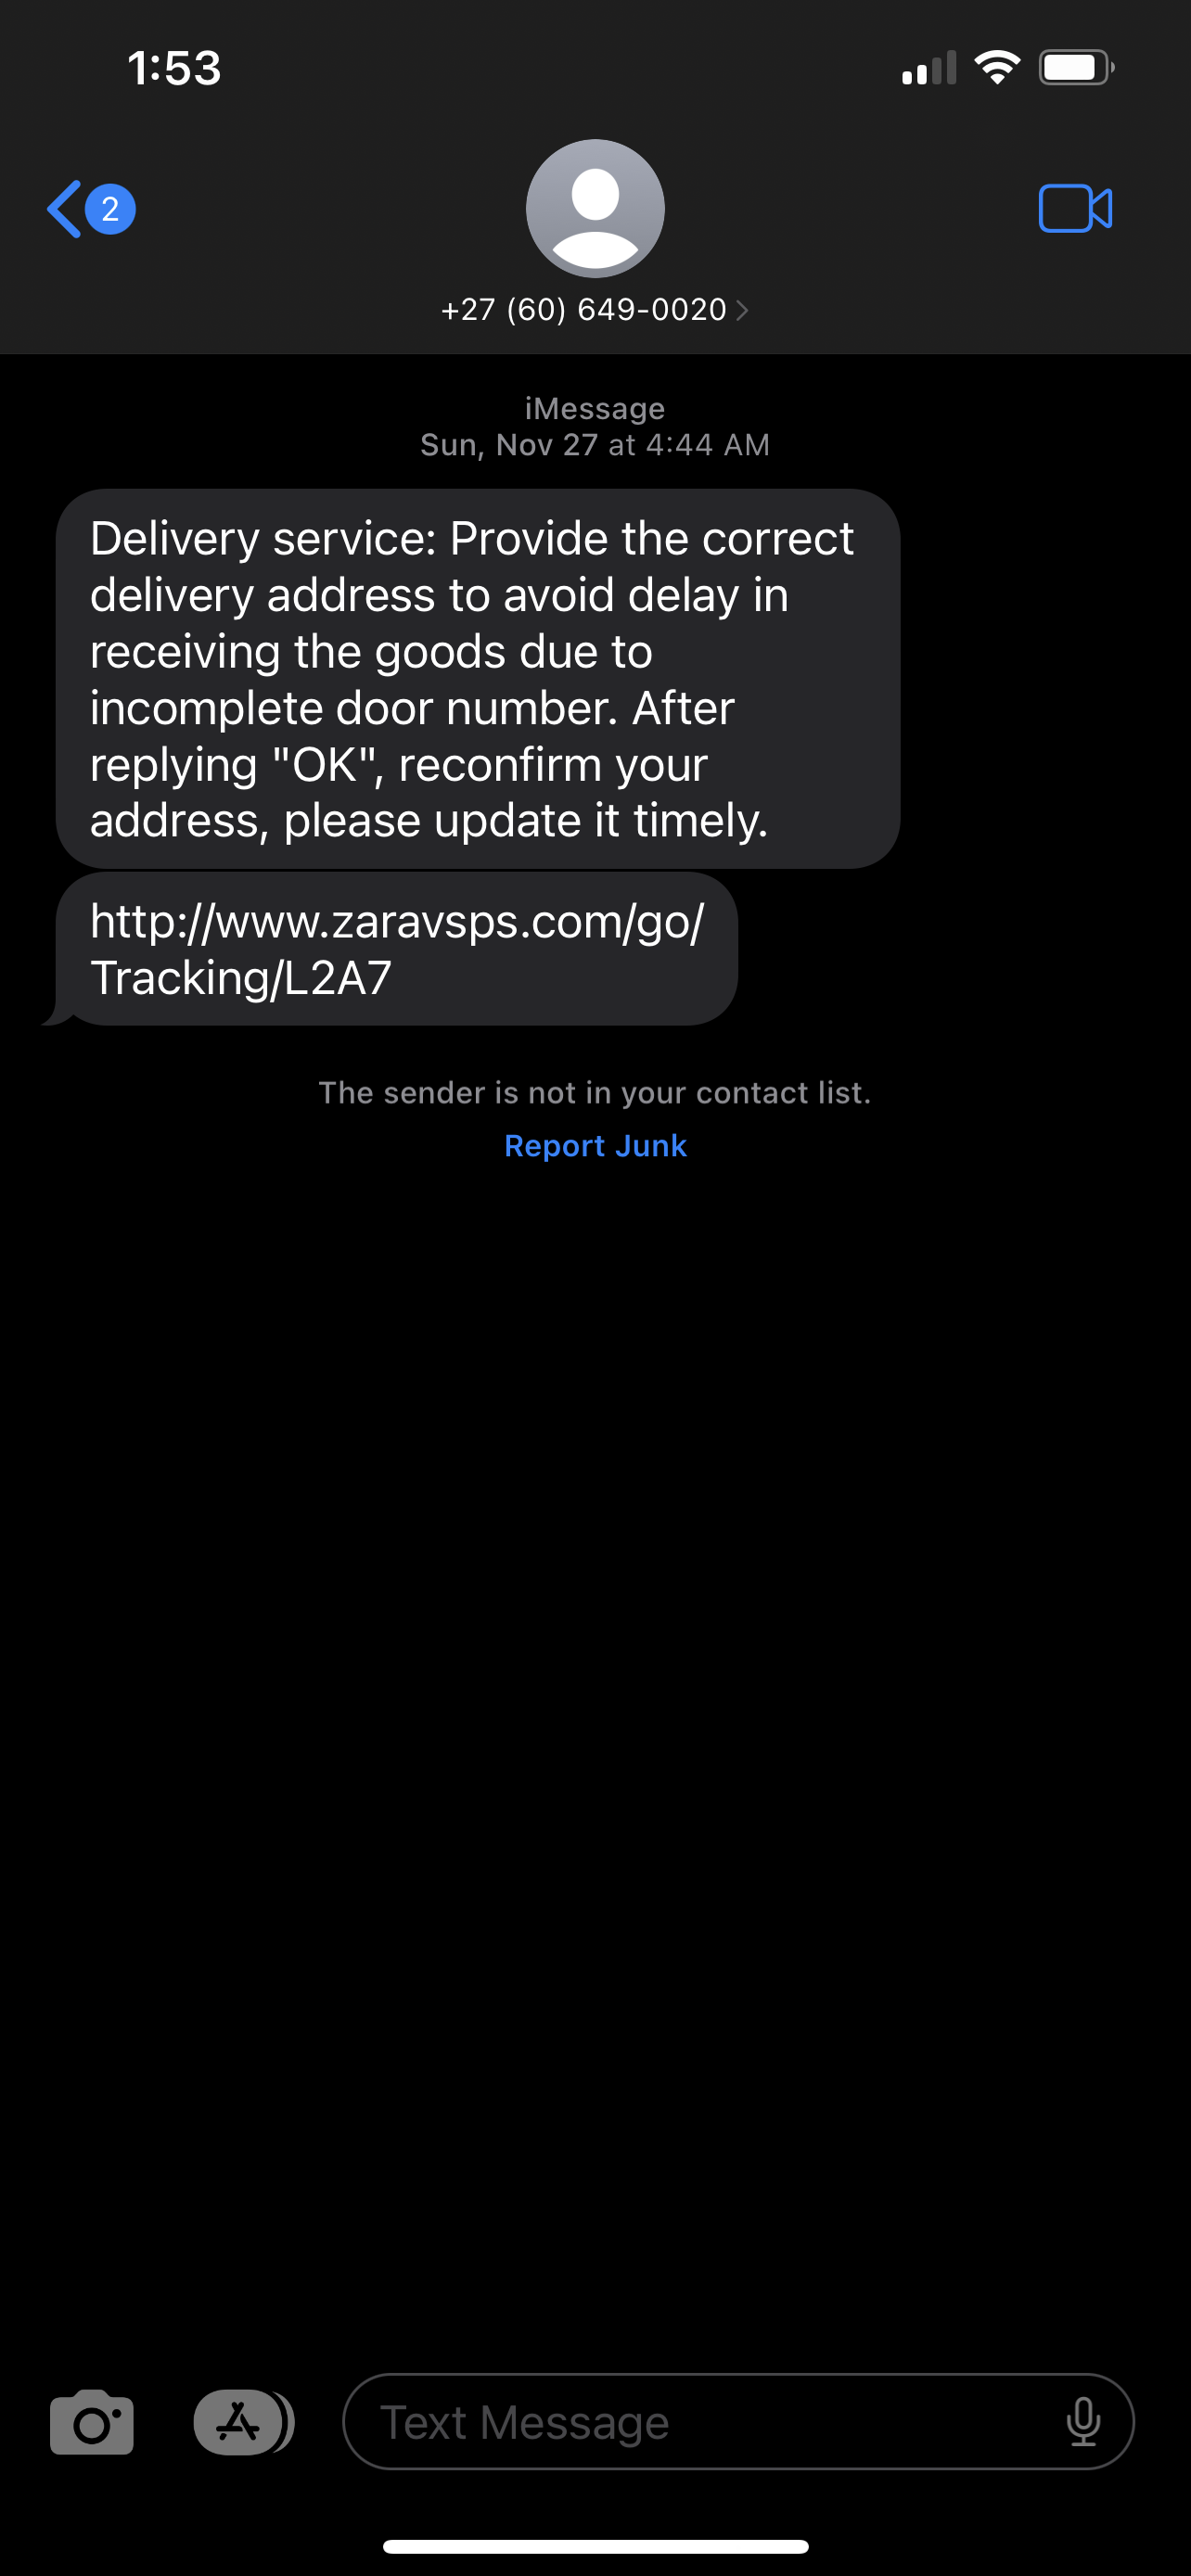 1:53
2
+27 (60) 649-0020
iMessage
Sun, Nov 27 at 4:44 AM
Delivery service: Provide the correct
delivery address to avoid delay in
receiving the goods due to
incomplete door number. After
replying "OK", reconfirm your
address, please update it timely.
http://www.zaravsps.com/go/
Tracking/L2A7
The sender is not in your contact list.
Report Junk
Text Message